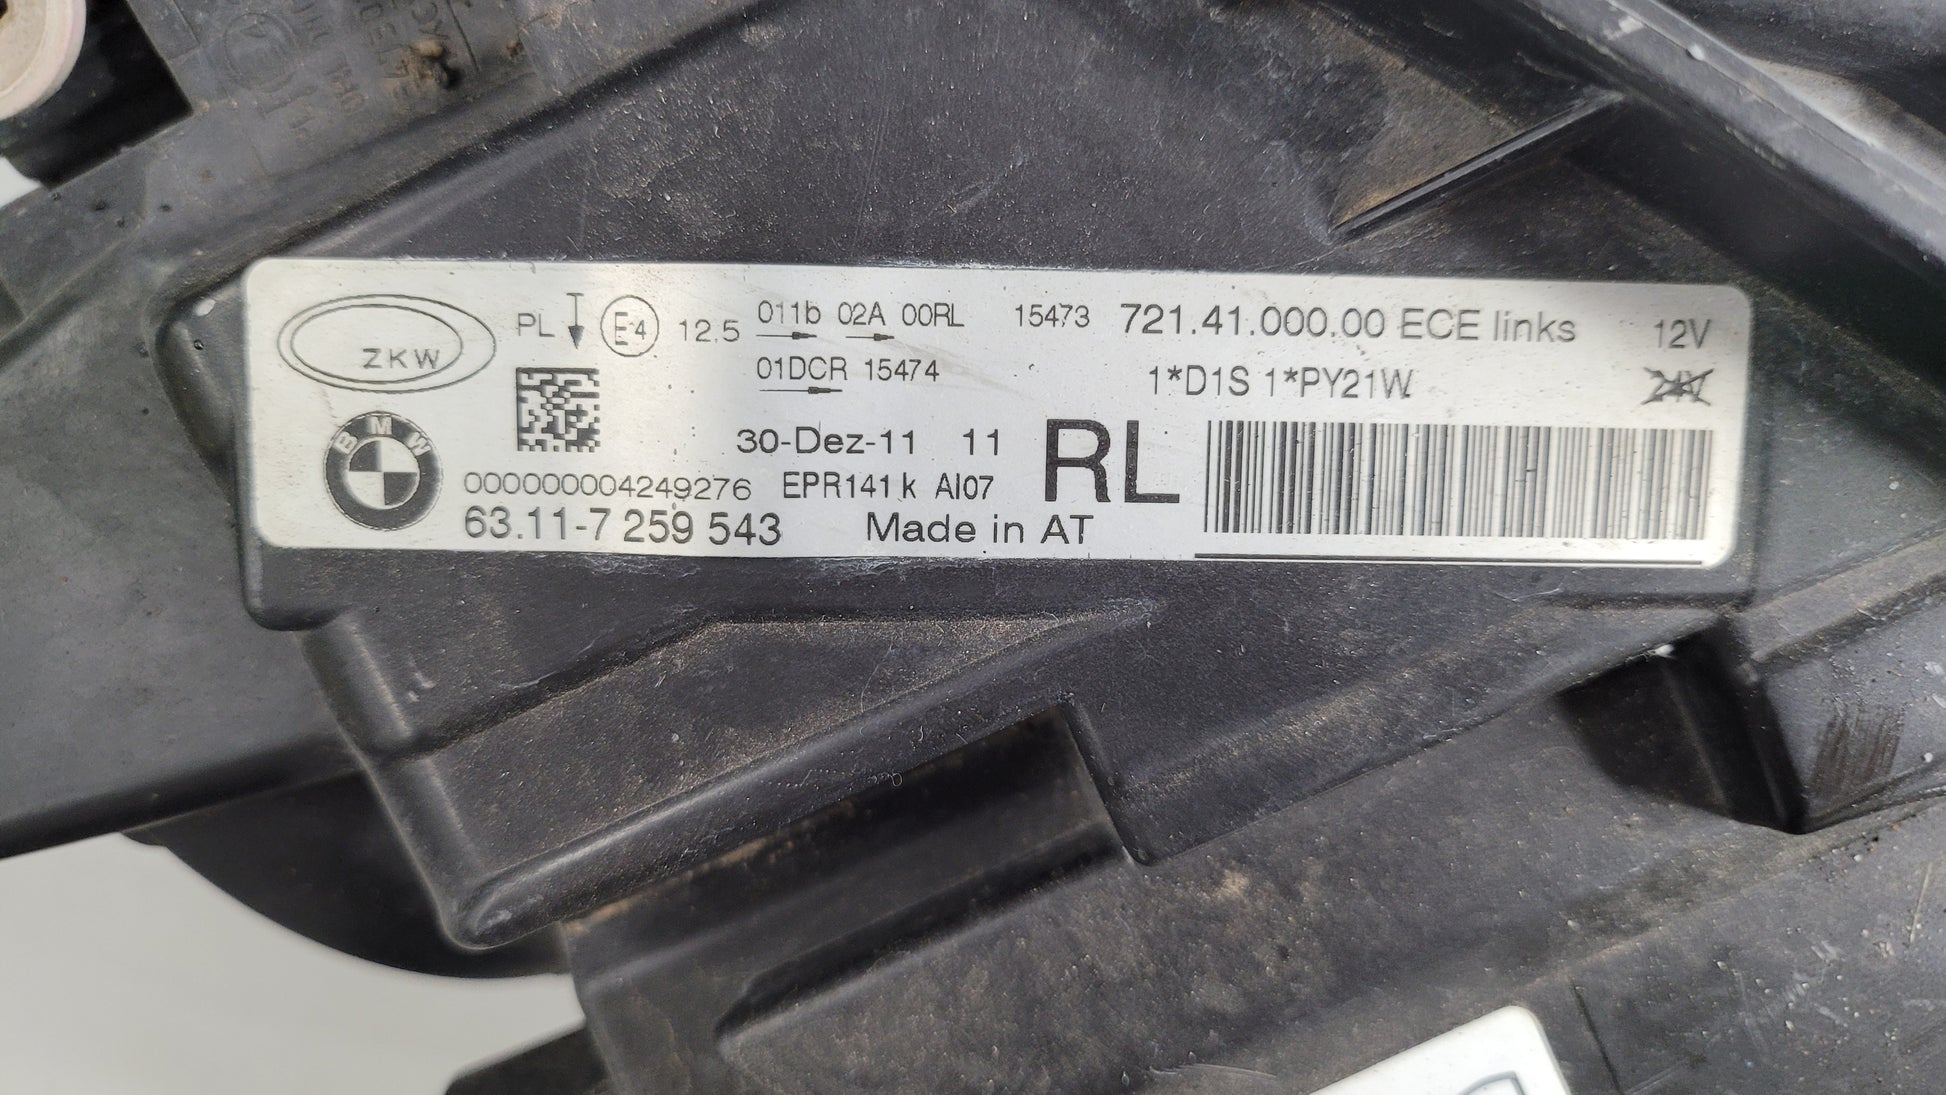 ZKW
PL E4 12.5 011b 02A 00RL 15473 721.41.000.00 ECE links 12V
01DCR 15474 1*D1S 1*PY21W 24V
BMW
30-Dez-11 11 RL
000000004249276 EPR141 k AI07
63.11-7 259 543 Made in AT